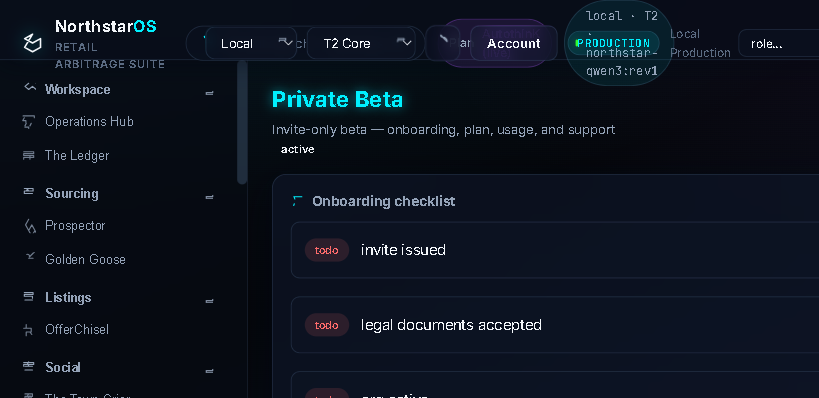 NorthstarOS
RETAIL
ARBITRAGE SUITE
Local
T2 Core
Account
local · T2
PRODUCTION
northstar-
qwen3:rev1
Local
Production
role...
Workspace
Operations Hub
The Ledger
Sourcing
Prospector
Golden Goose
Listings
OfferChisel
Social
Private Beta
Invite-only beta — onboarding, plan, usage, and support
active
Onboarding checklist
todo invite issued
todo legal documents accepted